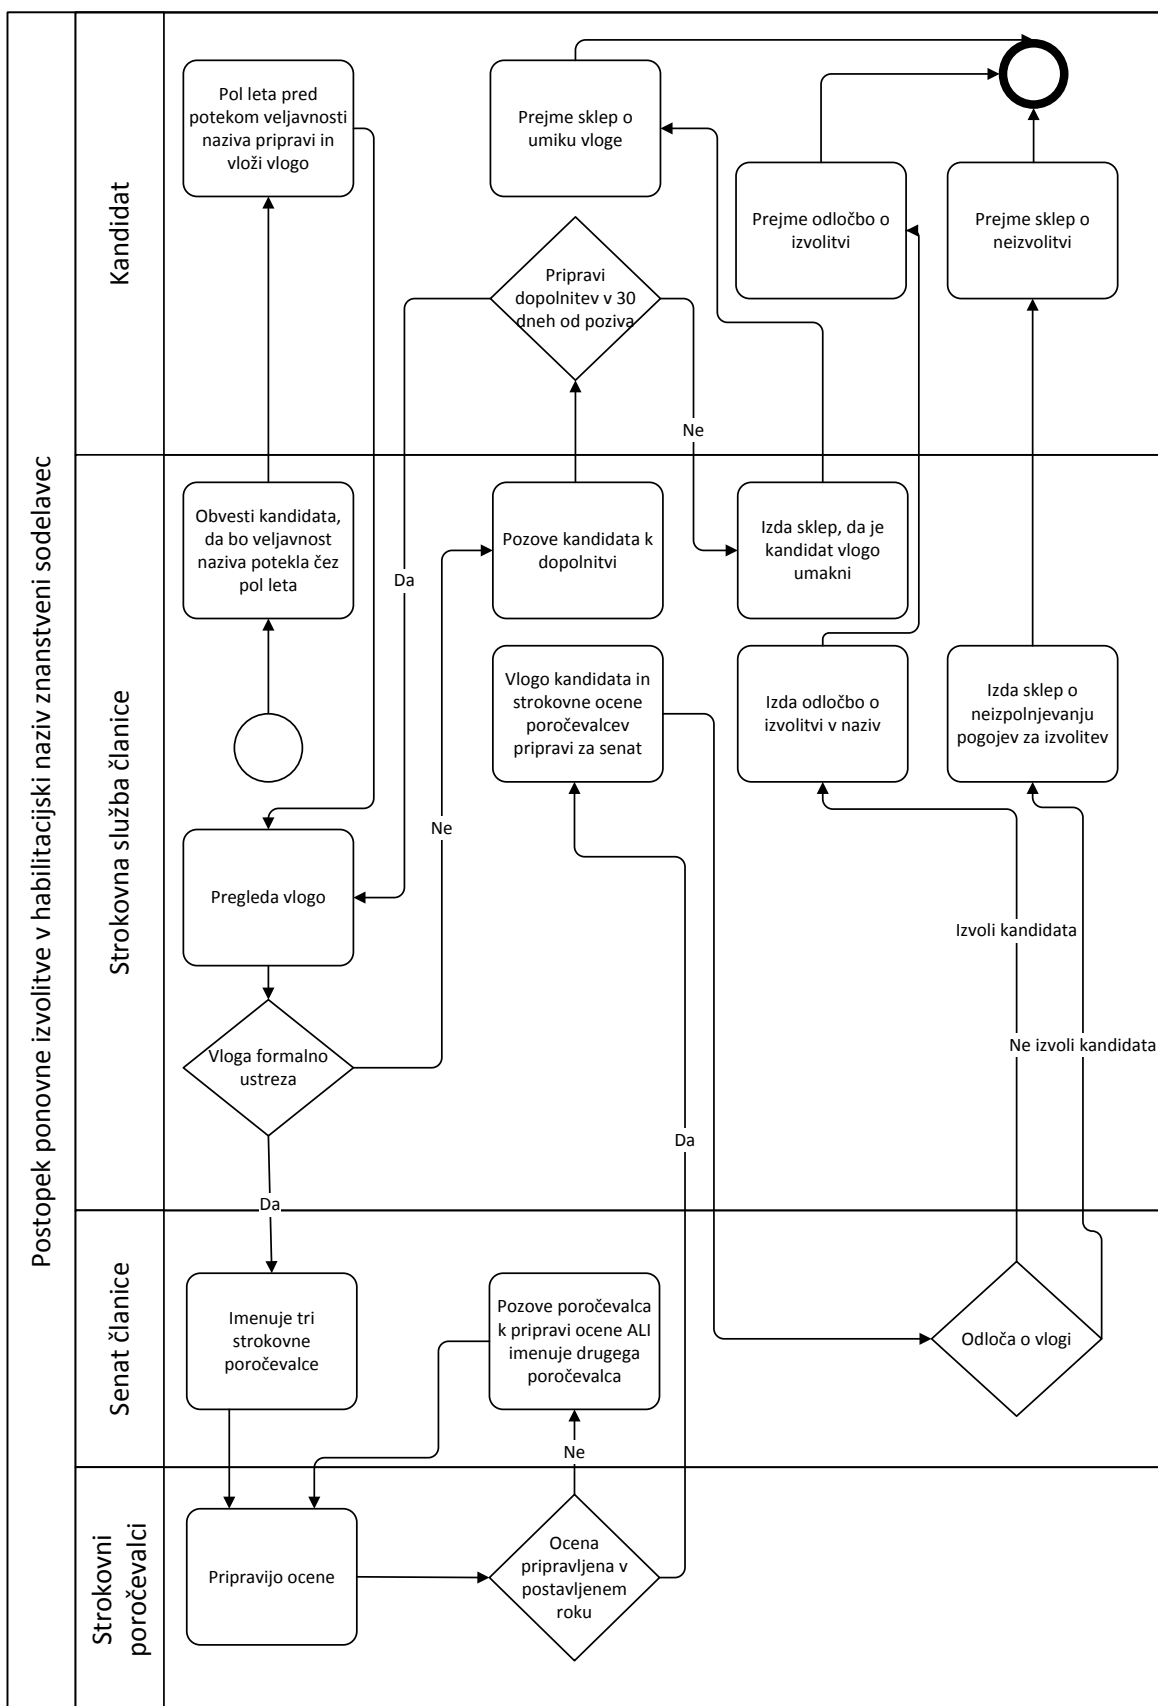 Postopek ponovne izvolitve v habilitacijski naziv znanstveni sodelavec
Kandidat
Pol leta pred
potekom veljavnosti
naziva pripravi in
vloži vlogo
Prejme sklep o
umiku vloge
Prejme odločbo o
izvolitvi
Prejme sklep o
neizvolitvi
Pripravi
dopolnitev v 30
dneh od poziva
Ne
Strokovna služba članice
Obvesti kandidata,
da bo veljavnost
naziva potekla čez
pol leta
Pozove kandidata k
dopolnitvi
Izda sklep, da je
kandidat vlogo
umakni
Da
Vlogo kandidata in
strokovne ocene
poročevalcev
pripravi za senat
Izda odločbo o
izvolitvi v naziv
Izda sklep o
neizpolnjevanju
pogojev za izvolitev
Ne
Pregleda vlogo
Izvoli kandidata
Vloga formalno
ustreza
Ne izvoli kandidata
Da
Da
Senat članice
Imenuje tri
strokovne
poročevalce
Pozove poročevalca
k pripravi ocene ALI
imenuje drugega
poročevalca
Odloča o vlogi
Ne
Strokovni
poročevalci
Pripravijo ocene
Ocena
pripravljena v
postavljenem
roku